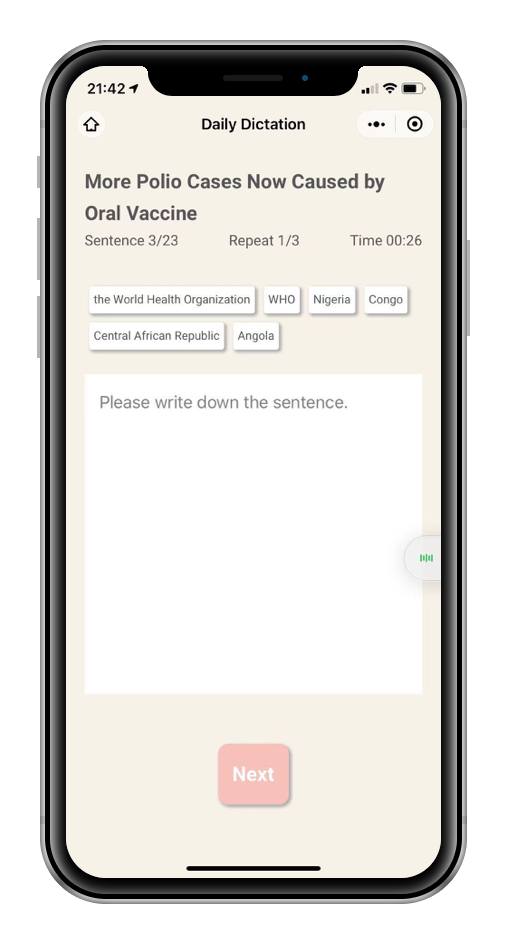 21:42
Daily Dictation
More Polio Cases Now Caused by
Oral Vaccine
Sentence 3/23 Repeat 1/3 Time 00:26
the World Health Organization WHO Nigeria Congo
Central African Republic Angola
Please write down the sentence.
Next